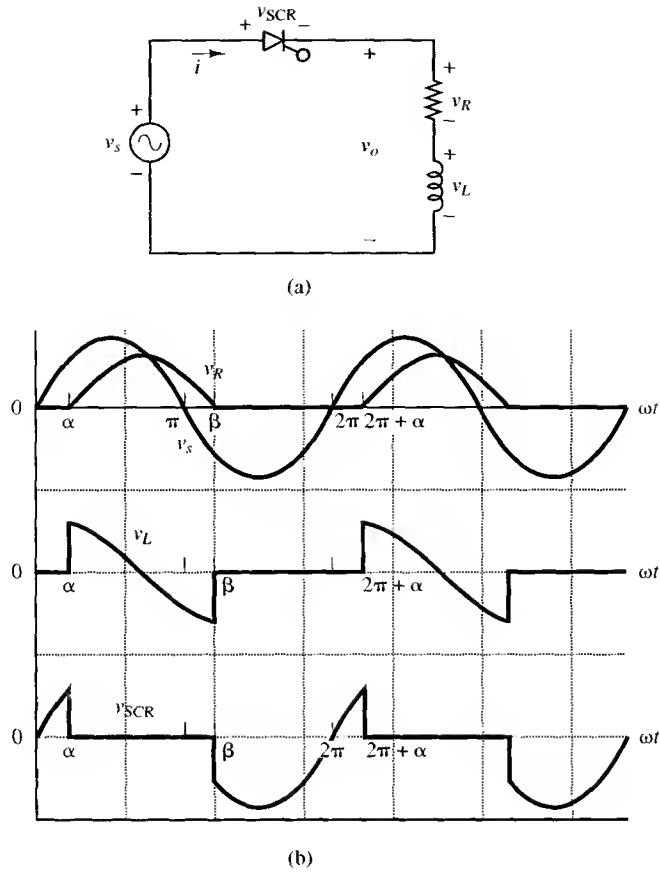 + v_SCR −
+
i
+
v_R
−
+
v_s
−
v_o
+
v_L
−
−
(a)
v_R
0 α π β 2π 2π + α ωt
v_s
v_L
0 α β 2π + α ωt
v_SCR
0 α β 2π 2π + α ωt
(b)